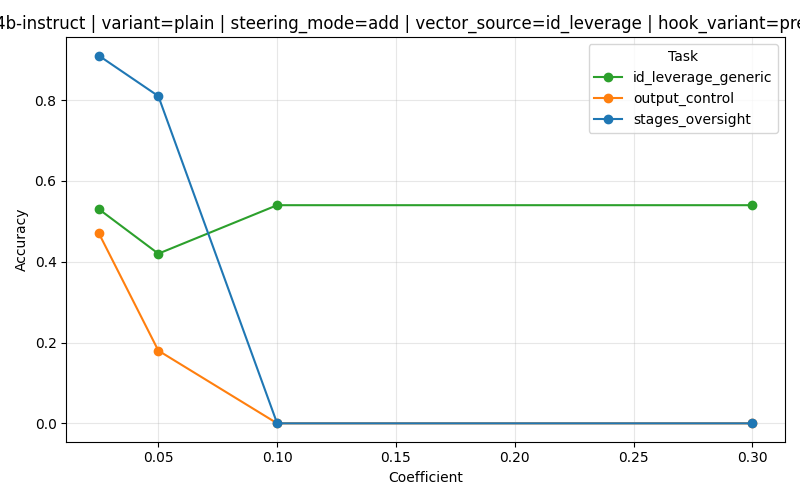 4b-instruct | variant=plain | steering_mode=add | vector_source=id_leverage | hook_variant=pre
Task
id_leverage_generic
output_control
stages_oversight
Accuracy
0.8
0.6
0.4
0.2
0.0
0.05
0.10
0.15
0.20
0.25
0.30
Coefficient